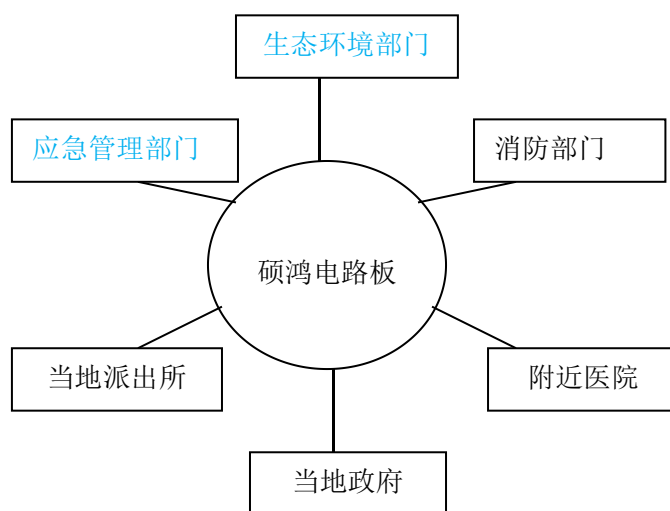 生态环境部门
应急管理部门
消防部门
硕鸿电路板
当地派出所
附近医院
当地政府